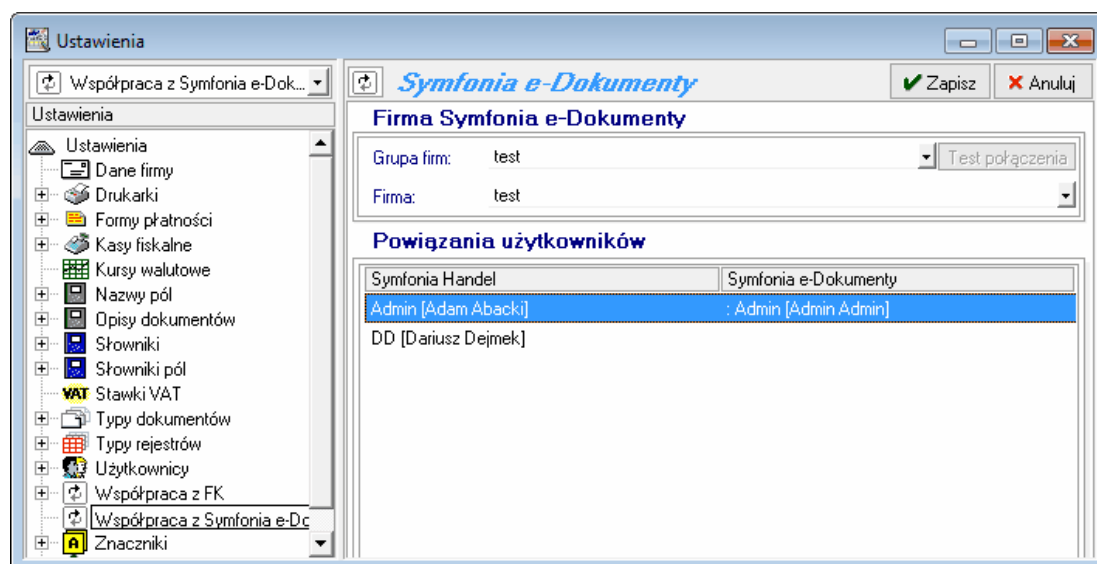 Ustawienia
Współpraca z Symfonia e-Dok...
Symfonia e-Dokumenty
Zapisz
Anuluj
Ustawienia
Ustawienia
Dane firmy
Drukarki
Formy płatności
Kasy fiskalne
Kursy walutowe
Nazwy pól
Opisy dokumentów
Słowniki
Słowniki pól
VAT Stawki VAT
Typy dokumentów
Typy rejestrów
Użytkownicy
Współpraca z FK
Współpraca z Symfonia e-Do
A Znaczniki
Firma Symfonia e-Dokumenty
Grupa firm: test Test połączenia
Firma: test
Powiązania użytkowników
Symfonia Handel Symfonia e-Dokumenty
Admin [Adam Abacki] : Admin [Admin Admin]
DD [Dariusz Dejmek]